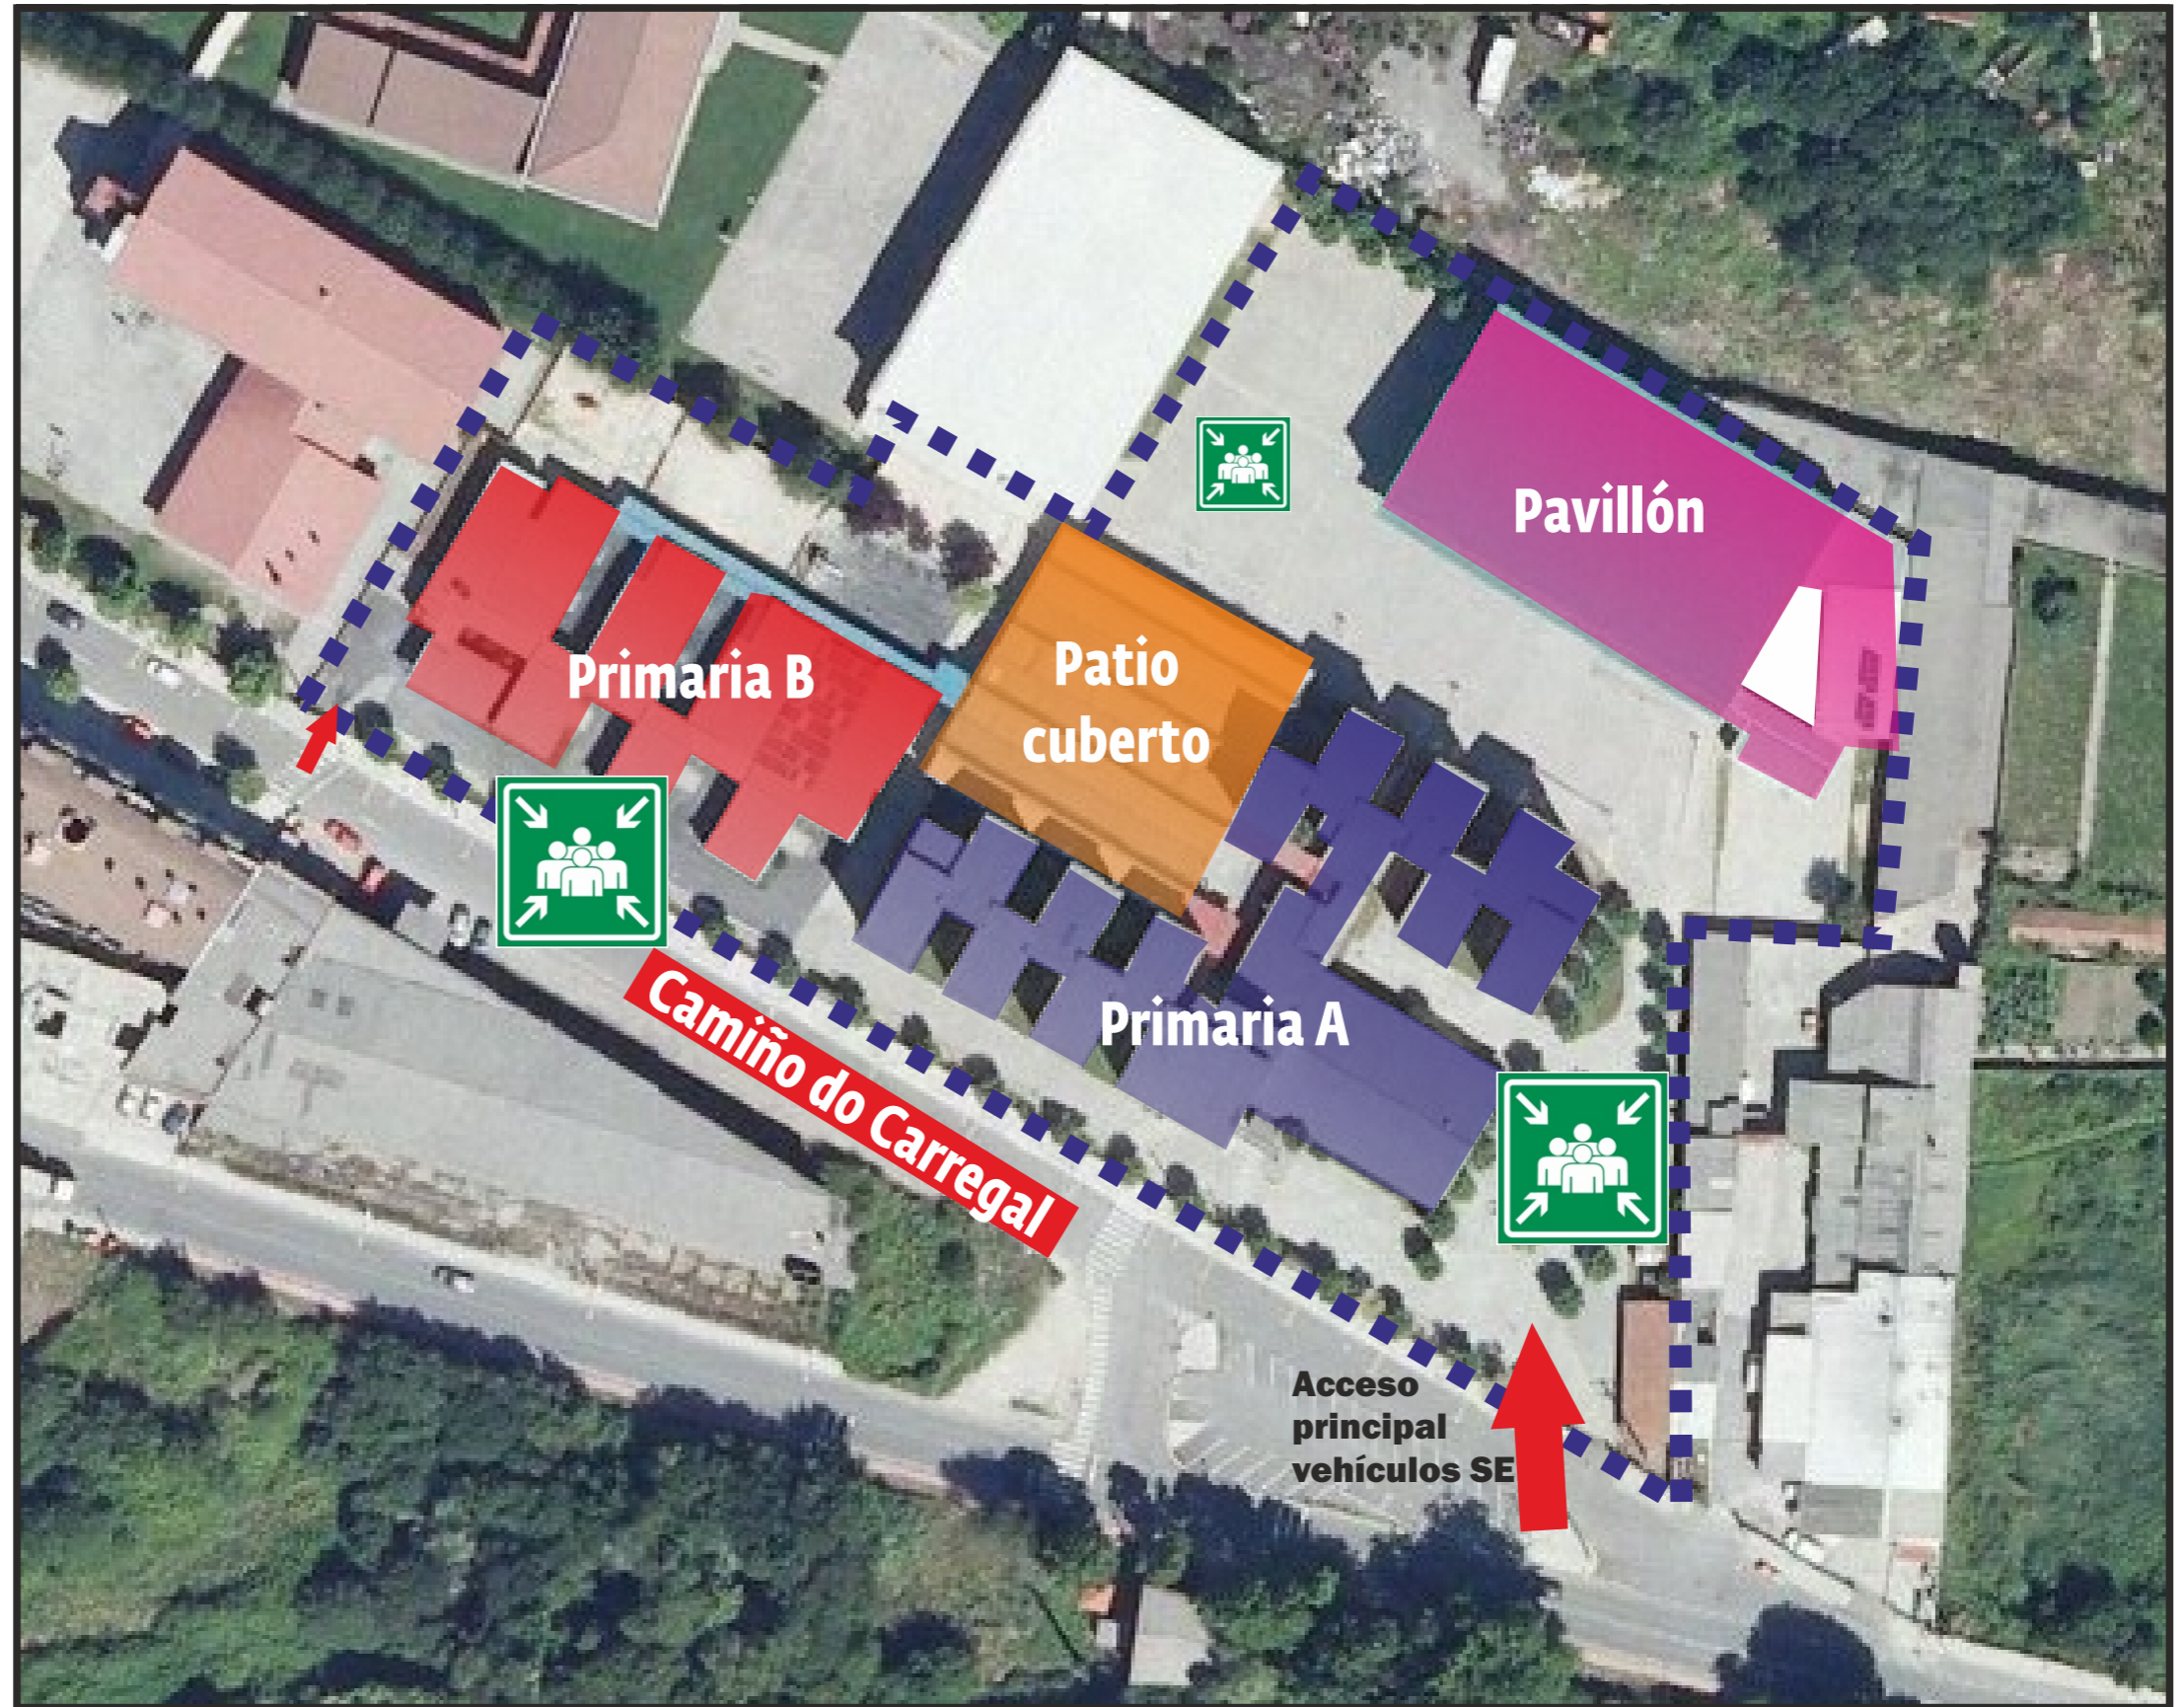 Pavillón
Primaria B
Patio
cuberto
Primaria A
Camiño do Carregal
Acceso
principal
vehículos SE